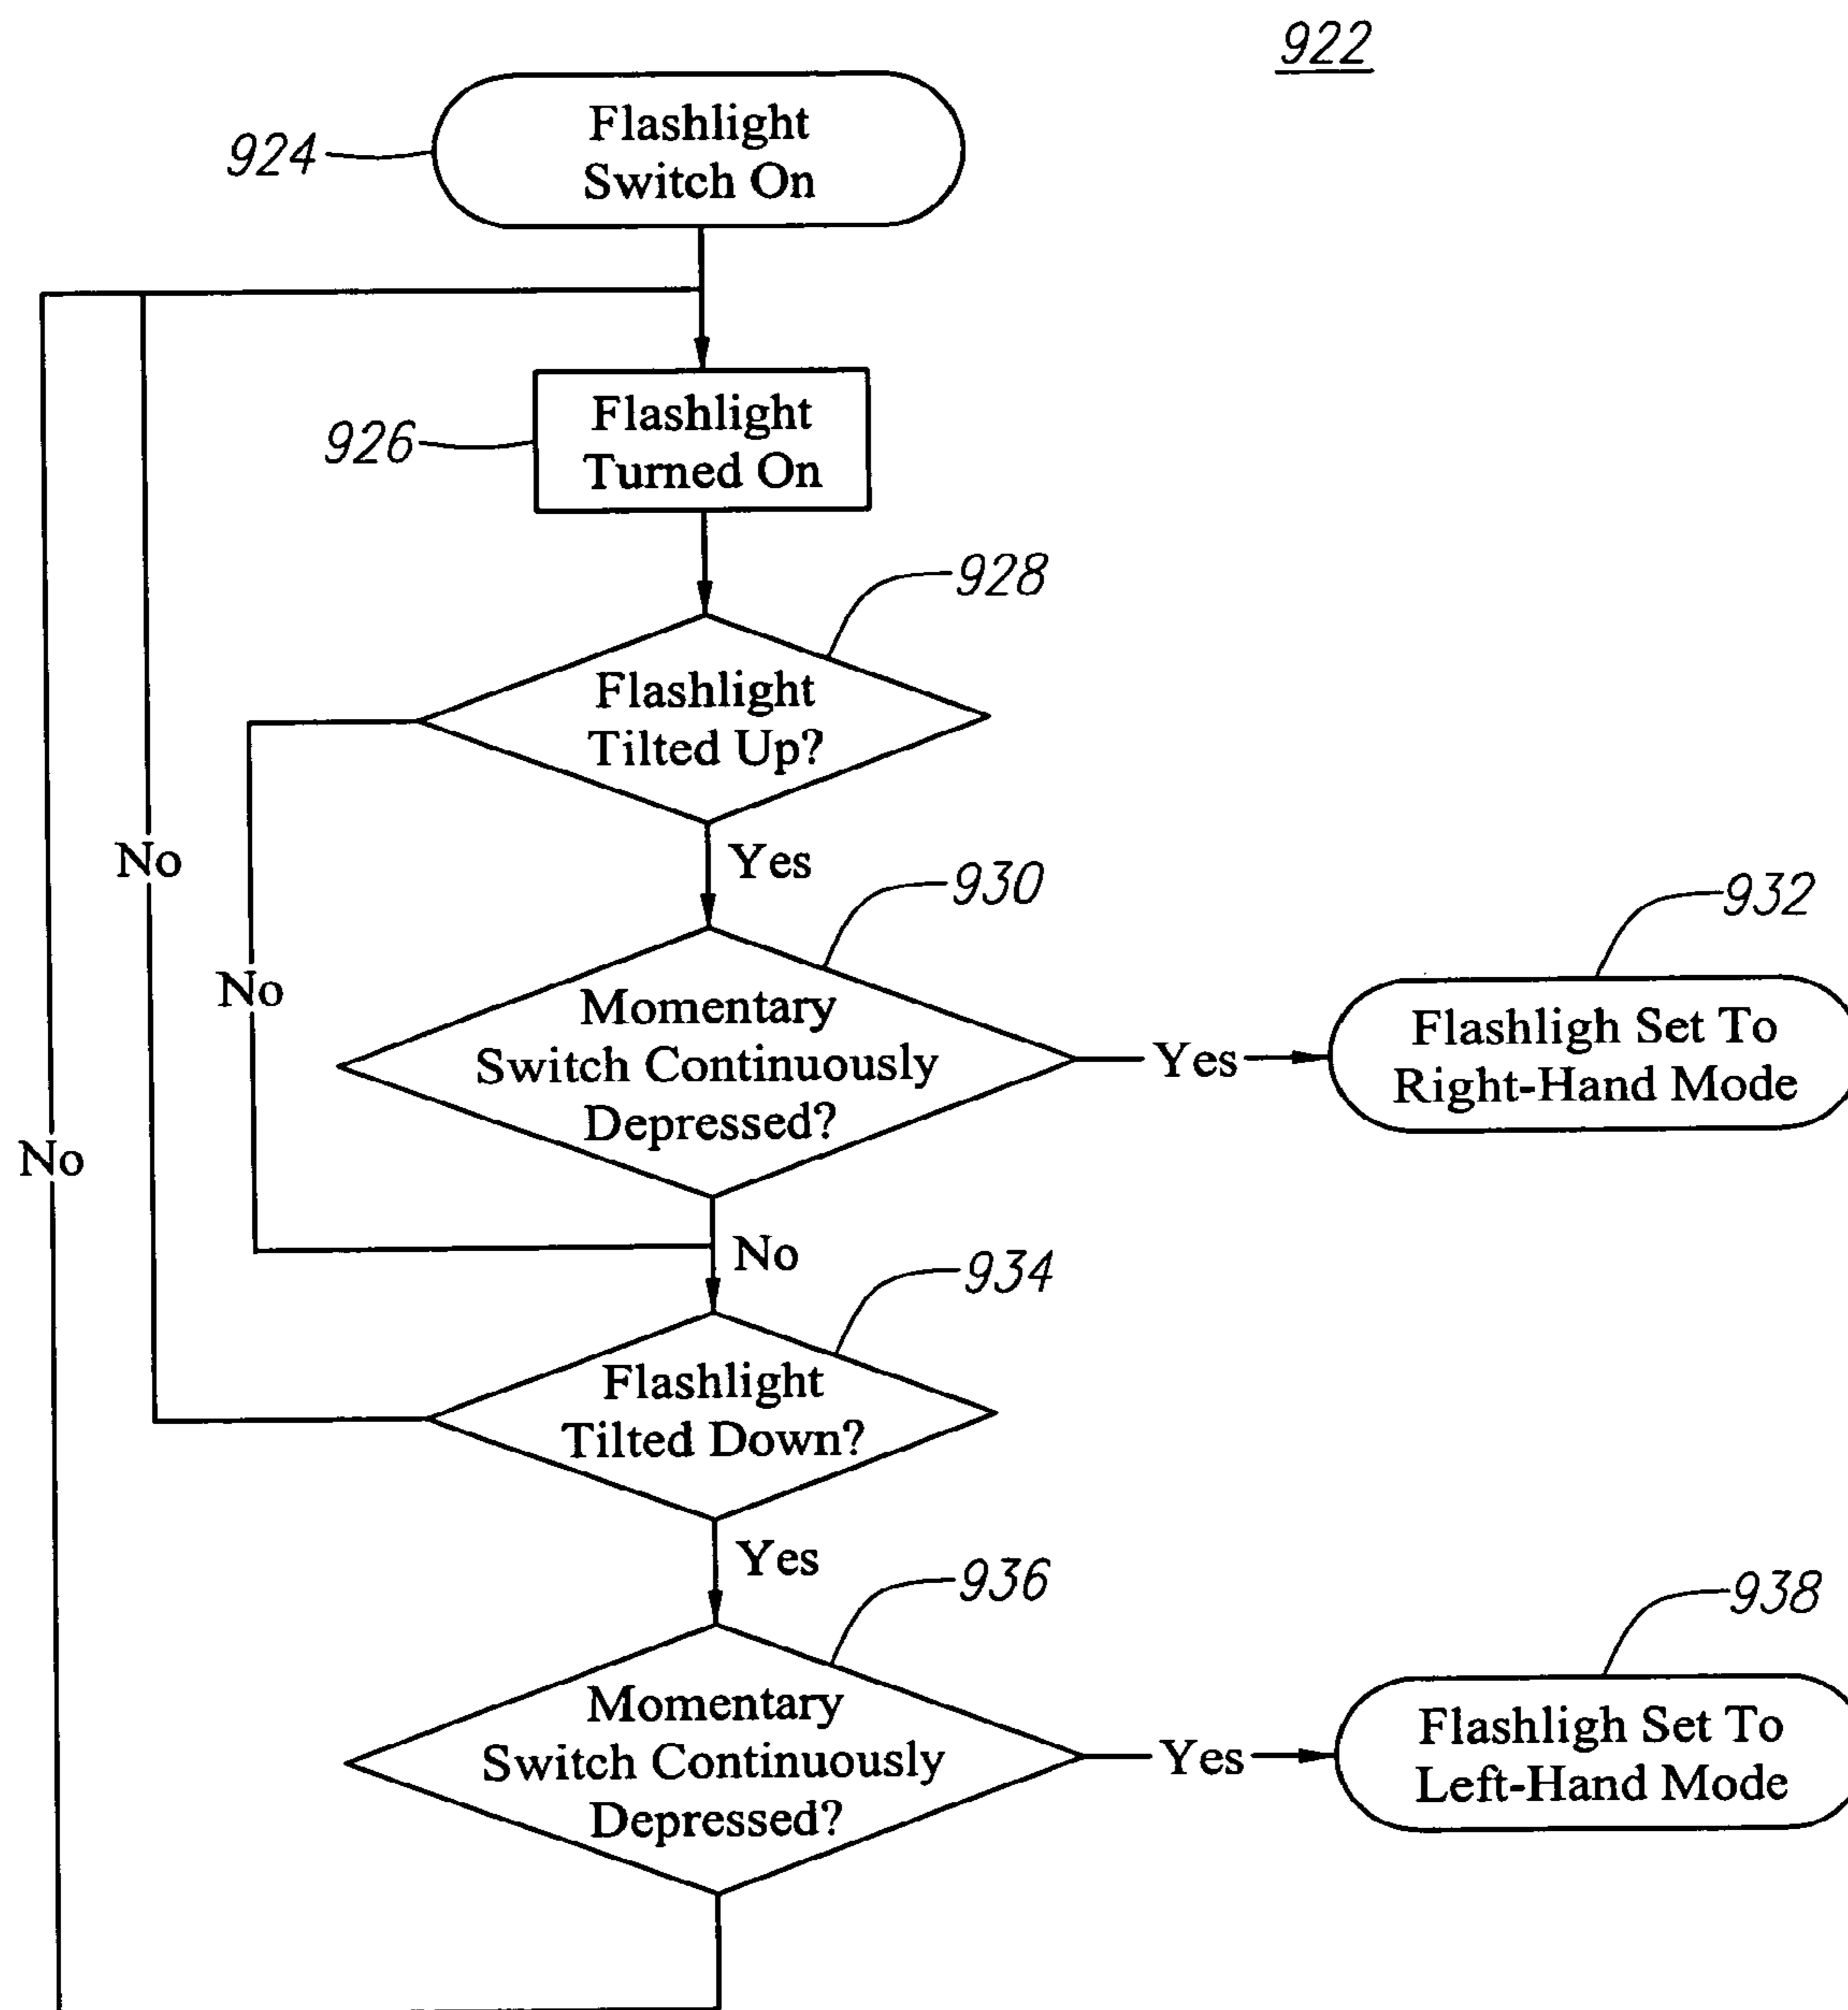 922
924
Flashlight
Switch On
926
Flashlight
Turned On
928
Flashlight
Tilted Up?
No
Yes
No
930
Momentary
Switch Continuously
Depressed?
Yes
932
Flashligh Set To
Right-Hand Mode
No
No
934
Flashlight
Tilted Down?
Yes
936
Momentary
Switch Continuously
Depressed?
Yes
938
Flashligh Set To
Left-Hand Mode